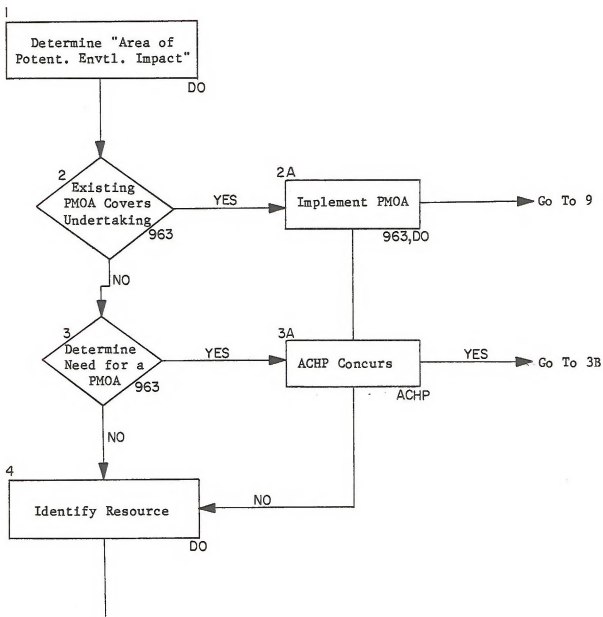 1
Determine "Area of
Potent. Envtl. Impact"
DO
2
Existing
PMOA Covers
Undertaking
963
YES
2A
Implement PMOA
963,DO
Go To 9
NO
3
Determine
Need for a
PMOA
963
YES
3A
ACHP Concurs
ACHP
YES
Go To 3B
NO
4
Identify Resource
DO
NO